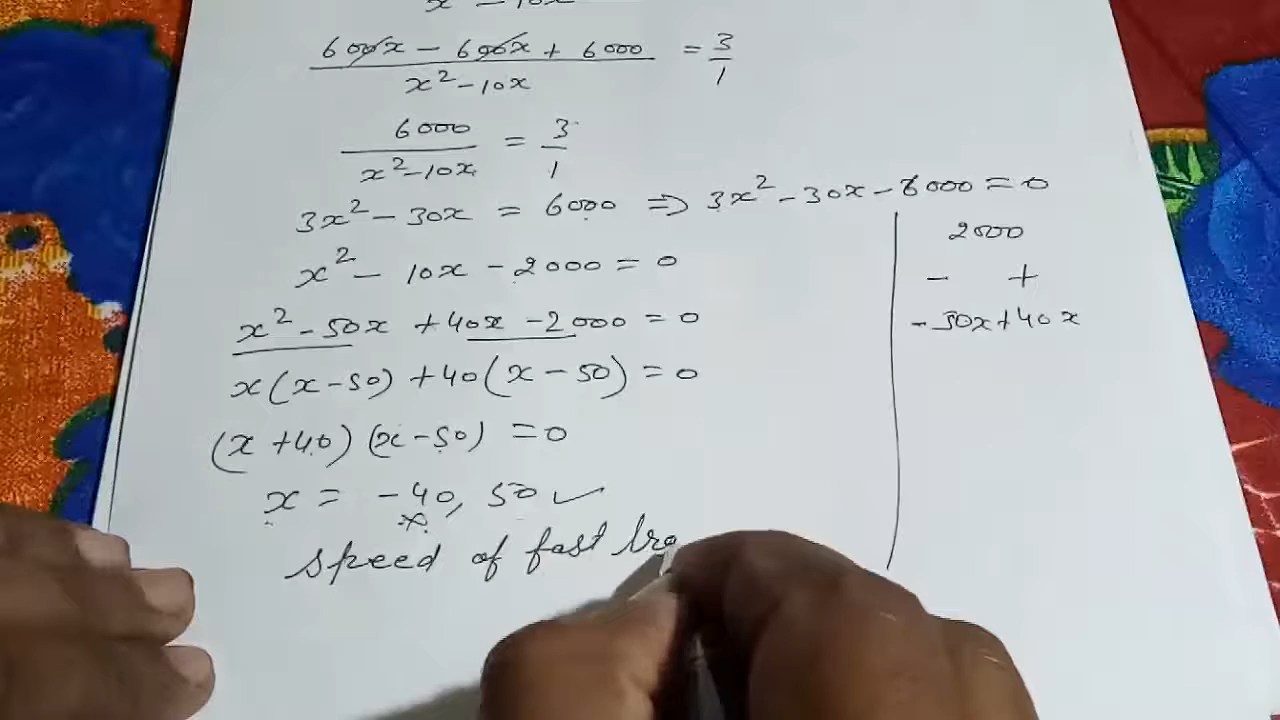 x² - 10x
600x - 600x + 6000 = 3
x² - 10x 1
6000 = 3
x² - 10x 1
3x² - 30x = 6000 ⇒ 3x² - 30x - 6000 = 0
x² - 10x - 2000 = 0
x² - 50x + 40x - 2000 = 0
x(x - 50) + 40(x - 50) = 0
(x + 40) (x - 50) = 0
x = -40, 50 ✓
×
speed of fast
2000
- +
- 50x + 40x